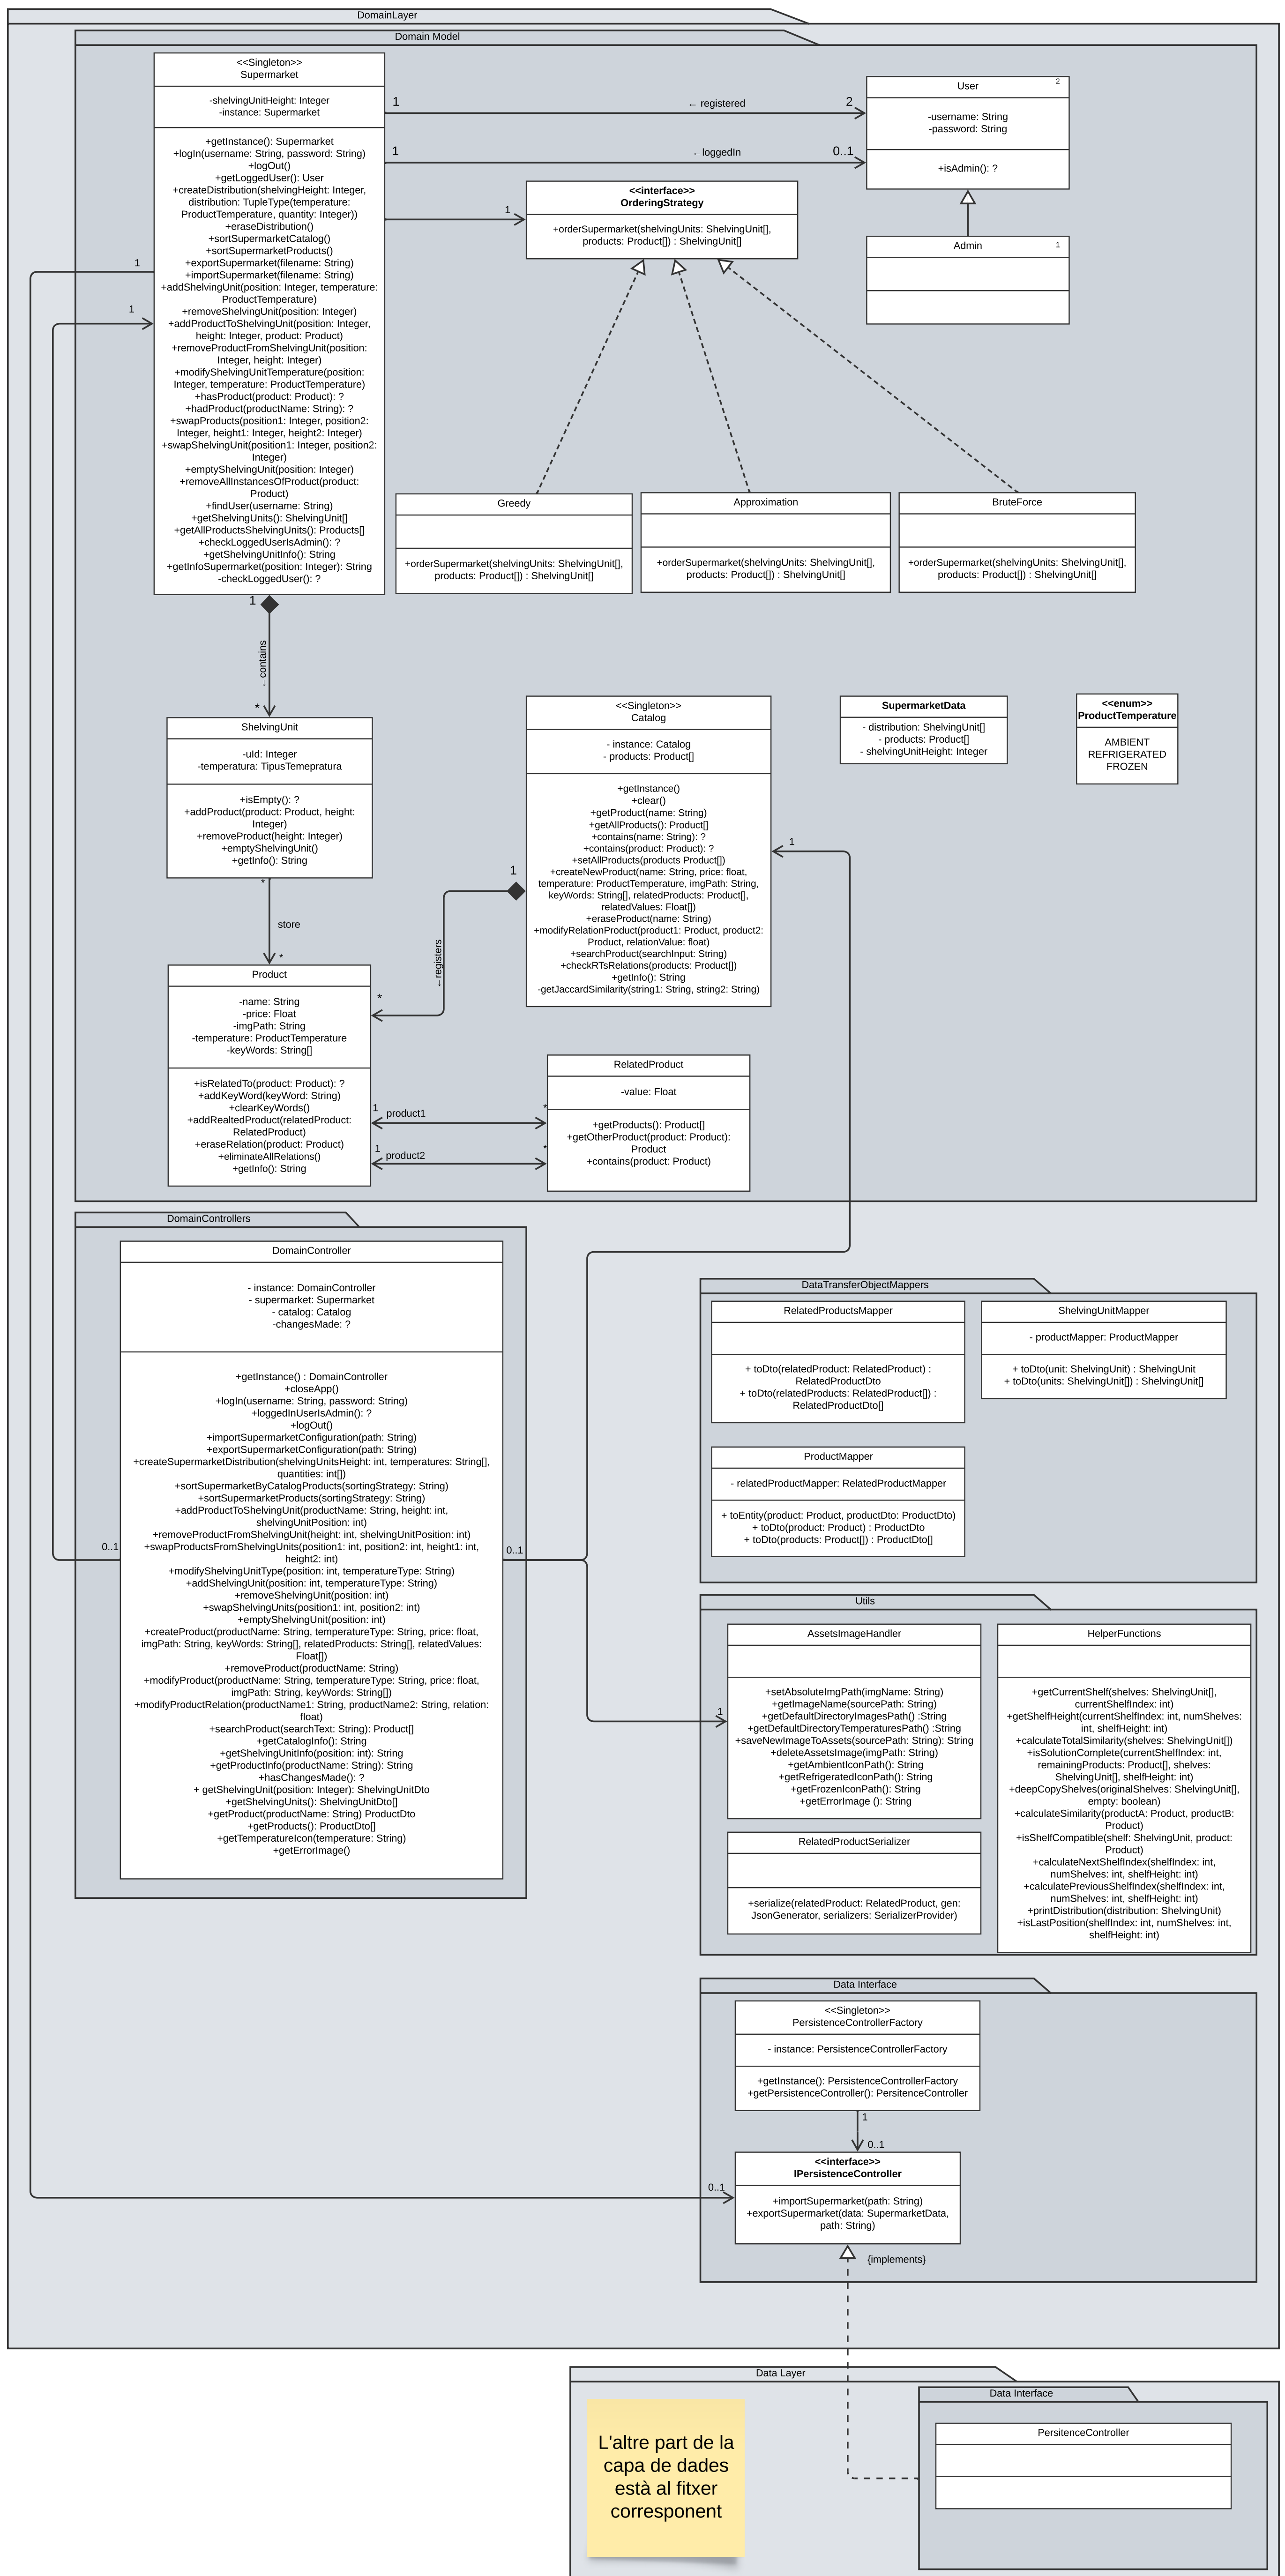 DomainLayer
Domain Model
<<Singleton>>
Supermarket
-shelvingUnitHeight: Integer
-instance: Supermarket
+getInstance(): Supermarket
+logIn(username: String, password: String)
+logOut()
+getLoggedUser: User
+createDistribution(shelvingHeight: Integer,
distribution: TupleType(temperature:
ProductTemperature, quantity: Integer))
+eraseDistribution()
+sortSupermarketCatalog()
+sortSupermarketProducts()
+exportSupermarket(filename: String)
+importSupermarket(filename: String)
+addShelvingUnit(position: Integer, temperature:
ProductTemperature)
+removeShelvingUnit(position: Integer)
+addProductToShelvingUnit(position: Integer,
height: Integer, product: Product)
+removeProductFromShelvingUnit(position:
Integer, height: Integer)
+modifyShelvingUnitTemperature(position:
Integer, temperature: ProductTemperature)
+hasProduct(product: Product): ?
+hadProduct(productName: String): ?
+swapProducts(position1: Integer, position2:
Integer, height1: Integer, height2: Integer)
+swapShelvingUnit(position1: Integer, position2:
Integer)
+emptyShelvingUnit(position: Integer)
+removeAllInstancesOfProduct(product:
Product)
+findUser(username: String)
+getShelvingUnits(): ShelvingUnit[]
+getAllProductsShelvingUnits(): Products[]
+checkLoggedUserIsAdmin(): ?
+getShelvingUnitInfo(): String
+getInfoSupermarket(position: Integer): String
-checkLoggedUser(): ?
1
← registered
2
1
←loggedIn
0..1
1
1
1
User
2
-username: String
-password: String
+isAdmin(): ?
Admin
1
<<interface>>
OrderingStrategy
+orderSupermarket(shelvingUnits: ShelvingUnit[],
products: Product[]) : ShelvingUnit[]
Greedy
+orderSupermarket(shelvingUnits: ShelvingUnit[],
products: Product[]) : ShelvingUnit[]
Approximation
+orderSupermarket(shelvingUnits: ShelvingUnit[],
products: Product[]) : ShelvingUnit[]
BruteForce
+orderSupermarket(shelvingUnits: ShelvingUnit[],
products: Product[]) : ShelvingUnit[]
1
←contains
*
ShelvingUnit
-uId: Integer
-temperatura: TipusTemepratura
+isEmpty(): ?
+addProduct(product: Product, height:
Integer)
+removeProduct(height: Integer)
+emptyShelvingUnit()
+getInfo(): String
*
store
*
<<Singleton>>
Catalog
- instance: Catalog
- products: Product[]
+getInstance()
+clear()
+getProduct(name: String)
+getAllProducts(): Product[]
+contains(name: String): ?
+contains(product: Product): ?
+setAllProducts(products Product[])
+createNewProduct(name: String, price: float,
temperature: ProductTemperature, imgPath: String,
keyWords: String[], relatedProducts: Product[],
relatedValues: Float[])
+eraseProduct(name: String)
+modifyRelationProduct(product1: Product, product2:
Product, relationValue: float)
+searchProduct(searchInput: String)
+checkRTsRelations(products: Product[])
+getInfo(): String
-getJaccardSimilarity(string1: String, string2: String)
1
←registers
*
1
SupermarketData
- distribution: ShelvingUnit[]
- products: Product[]
- shelvingUnitHeight: Integer
<<enum>>
ProductTemperature
AMBIENT
REFRIGERATED
FROZEN
Product
-name: String
-price: Float
-imgPath: String
-temperature: ProductTemperature
-keyWords: String[]
+isRelatedTo(product: Product): ?
+addKeyWord(keyWord: String)
+clearKeyWords()
+addRealtedProduct(relatedProduct:
RelatedProduct)
+eraseRelation(product: Product)
+eliminateAllRelations()
+getInfo(): String
1
product1
*
1
product2
*
RelatedProduct
-value: Float
+getProducts(): Product[]
+getOtherProduct(product: Product):
Product
+contains(product: Product)
DomainControllers
DomainController
- instance: DomainController
- supermarket: Supermarket
- catalog: Catalog
-changesMade: ?
+getInstance() : DomainController
+closeApp()
+logIn(username: String, password: String)
+loggedInUserIsAdmin(): ?
+logOut()
+importSupermarketConfiguration(path: String)
+exportSupermarketConfiguration(path: String)
+createSupermarketDistribution(shelvingUnitsHeight: int, temperatures: String[],
quantities: int[])
+sortSupermarketByCatalogProducts(sortingStrategy: String)
+sortSupermarketProducts(sortingStrategy: String)
+addProductToShelvingUnit(productName: String, height: int,
shelvingUnitPosition: int)
+removeProductFromShelvingUnit(height: int, shelvingUnitPosition: int)
+swapProductsFromShelvingUnits(position1: int, position2: int, height1: int,
height2: int)
+modifyShelvingUnitType(position: int, temperatureType: String)
+addShelvingUnit(position: int, temperatureType: String)
+removeShelvingUnit(position: int)
+swapShelvingUnits(position1: int, position2: int)
+emptyShelvingUnit(position: int)
+createProduct(productName: String, temperatureType: String, price: float,
imgPath: String, keyWords: String[], relatedProducts: String[], relatedValues:
Float[])
+removeProduct(productName: String)
+modifyProduct(productName: String, temperatureType: String, price: float,
imgPath: String, keyWords: String[])
+modifyProductRelation(productName1: String, productName2: String, relation:
float)
+searchProduct(searchText: String): Product[]
+getCatalogInfo(): String
+getShelvingUnitInfo(position: int): String
+getProductInfo(productName: String): String
+hasChangesMade(): ?
+ getShelvingUnit(position: Integer): ShelvingUnitDto
+getShelvingUnits(): ShelvingUnitDto[]
+getProduct(productName: String) ProductDto
+getProducts(): ProductDto[]
+getTemperatureIcon(temperature: String)
+getErrorImage()
0..1
0..1
DataTransferObjectMappers
RelatedProductsMapper
+ toDto(relatedProduct: RelatedProduct) :
RelatedProductDto
+ toDto(relatedProducts: RelatedProduct[]) :
RelatedProductDto[]
ShelvingUnitMapper
- productMapper: ProductMapper
+ toDto(unit: ShelvingUnit) : ShelvingUnit
+ toDto(units: ShelvingUnit[]) : ShelvingUnit[]
ProductMapper
- relatedProductMapper: RelatedProductMapper
+ toEntity(product: Product, productDto: ProductDto)
+ toDto(product: Product) : ProductDto
+ toDto(products: Product[]) : ProductDto[]
Utils
AssetsImageHandler
+setAbsoluteImgPath(imgName: String)
+getImageName(sourcePath: String)
+getDefaultDirectoryImagesPath() :String
+getDefaultDirectoryTemperaturesPath() :String
+saveNewImageToAssets(sourcePath: String): String
+deleteAssetsImage(imgPath: String)
+getAmbientIconPath(): String
+getRefrigeratedIconPath(): String
+getFrozenIconPath(): String
+getErrorImage (): String
1
HelperFunctions
+getCurrentShelf(shelves: ShelvingUnit[],
currentShelfIndex: int)
+getShelfHeight(currentShelfIndex: int, numShelves:
int, shelfHeight: int)
+calculateTotalSimilarity(shelves: ShelvingUnit[])
+isSolutionComplete(currentShelfIndex: int,
remainingProducts: Product[], shelves:
ShelvingUnit[], shelfHeight: int)
+deepCopyShelves(originalShelves: ShelvingUnit[],
empty: boolean)
+calculateSimilarity(productA: Product, productB:
Product)
+isShelfCompatible(shelf: ShelvingUnit, product:
Product)
+calculateNextShelfIndex(shelfIndex: int,
numShelves: int, shelfHeight: int)
+calculatePreviousShelfIndex(shelfIndex: int,
numShelves: int, shelfHeight: int)
+printDistribution(distribution: ShelvingUnit)
+isLastPosition(shelfIndex: int, numShelves: int,
shelfHeight: int)
RelatedProductSerializer
+serialize(relatedProduct: RelatedProduct, gen:
JsonGenerator, serializers: SerializerProvider)
Data Interface
<<Singleton>>
PersistenceControllerFactory
- instance: PersistenceControllerFactory
+getInstance(): PersistenceControllerFactory
+getPersistenceController(): PersitenceController
1
0..1
<<interface>>
IPersistenceController
0..1
+importSupermarket(path: String)
+exportSupermarket(data: SupermarketData,
path: String)
{implements}
Data Layer
Data Interface
PersitenceController
L'altre part de la
capa de dades
està al fitxer
corresponent